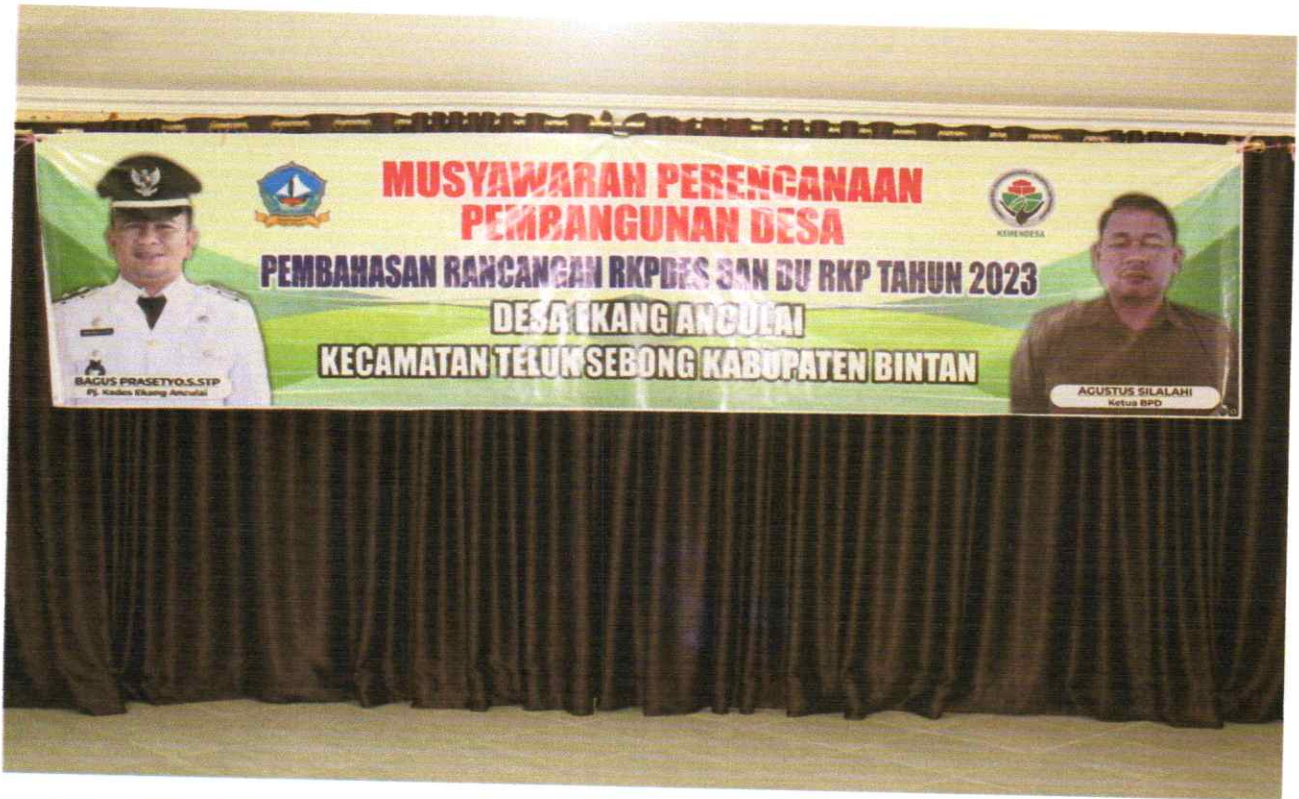 MUSYAWARAH PERENCANAAN
PEMBANGUNAN DESA
PEMBAHASAN RANCANGAN RKPDES DAN DU RKP TAHUN 2023
DESA EKANG ANCULAI
KECAMATAN TELUK SEBONG KABUPATEN BINTAN
KEMENDESA
BAGUS PRASETYO.S.STP
Pj. Kades Ekang Anculai
AGUSTUS SILALAHI
Ketua BPD